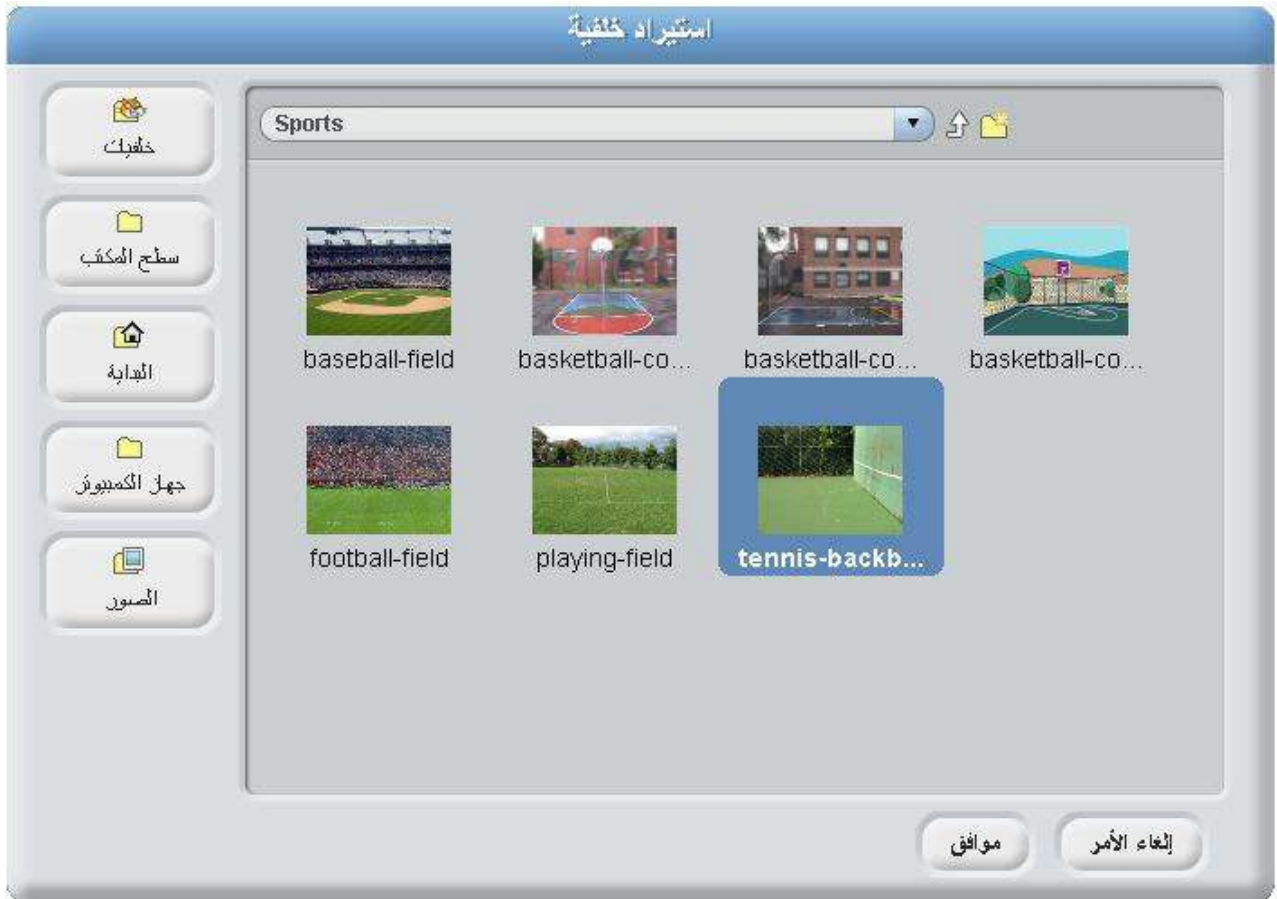 استيراد خلفية
خلفيات
سطح المكتب
البداية
جهاز الكمبيوتر
الصور
Sports
baseball-field
basketball-co...
basketball-co...
basketball-co...
football-field
playing-field
tennis-backb...
موافق
إلغاء الأمر